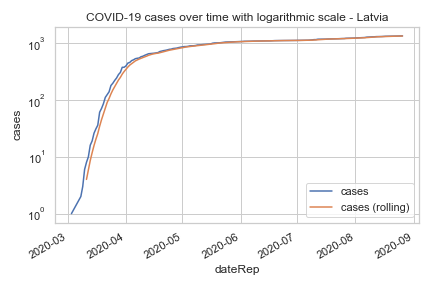 COVID-19 cases over time with logarithmic scale - Latvia
10³
10²
10¹
10⁰
cases
cases
cases (rolling)
2020-03
2020-04
2020-05
2020-06
2020-07
2020-08
2020-09
dateRep